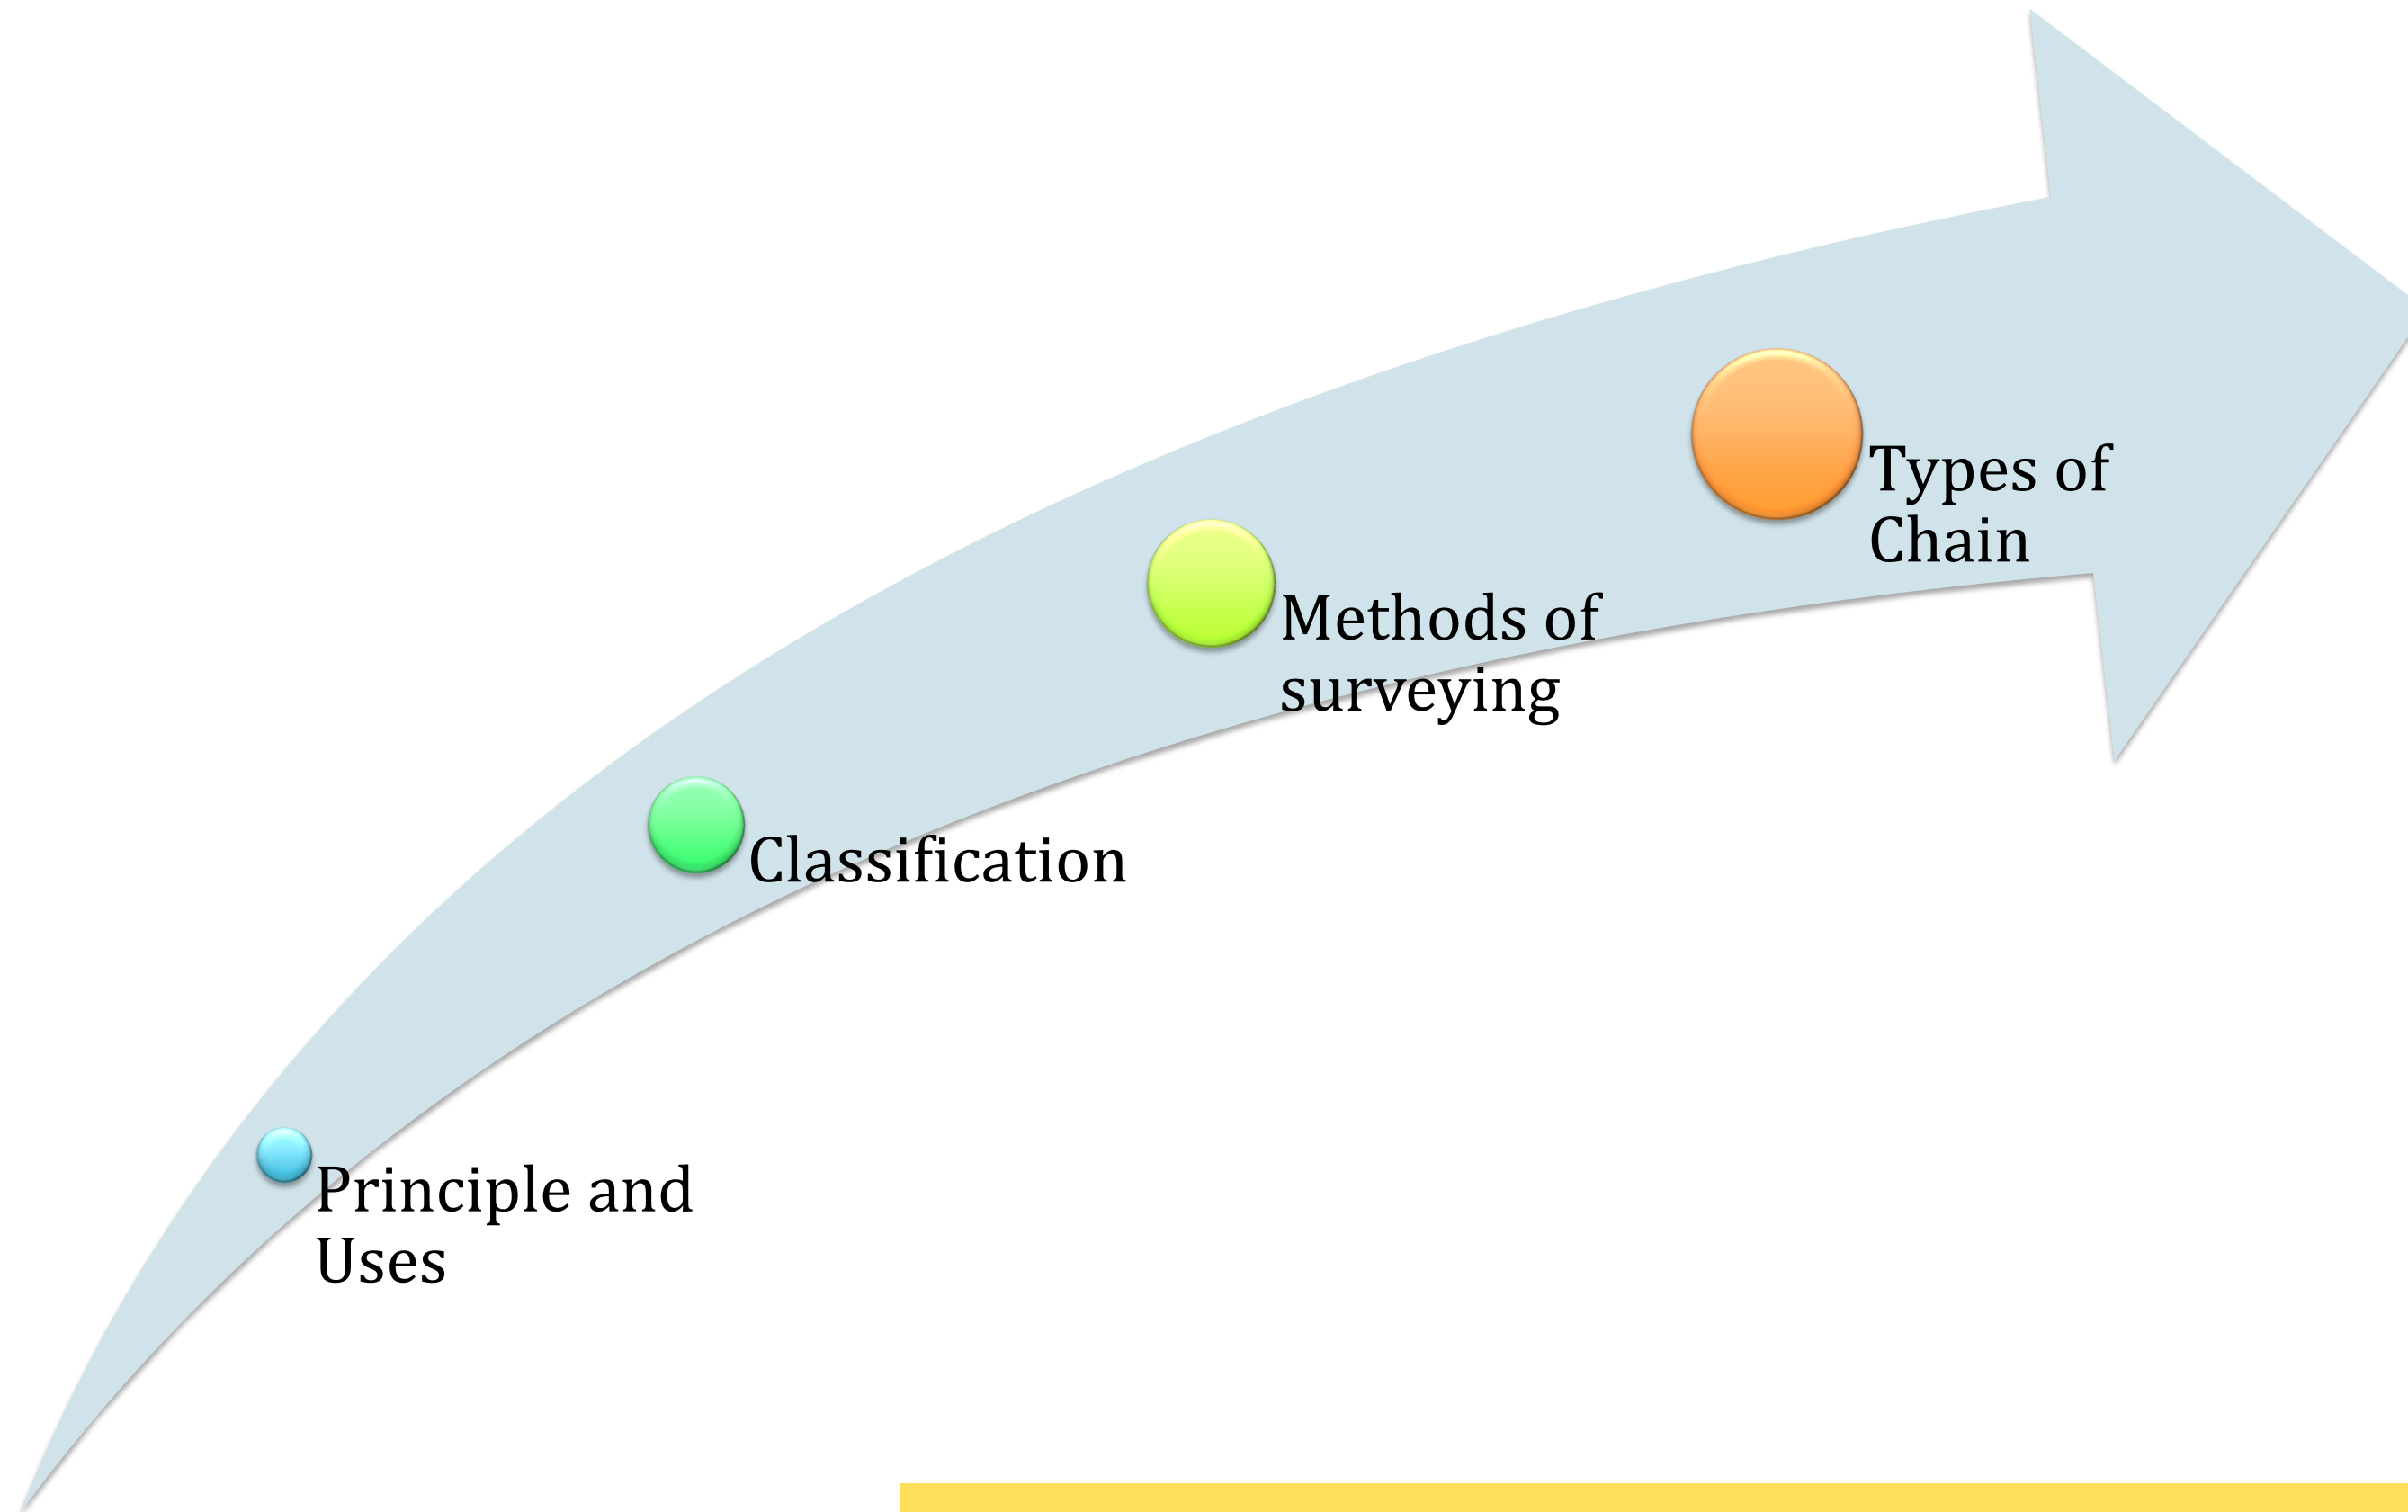 Principle and
Uses
Classification
Methods of
surveying
Types of
Chain